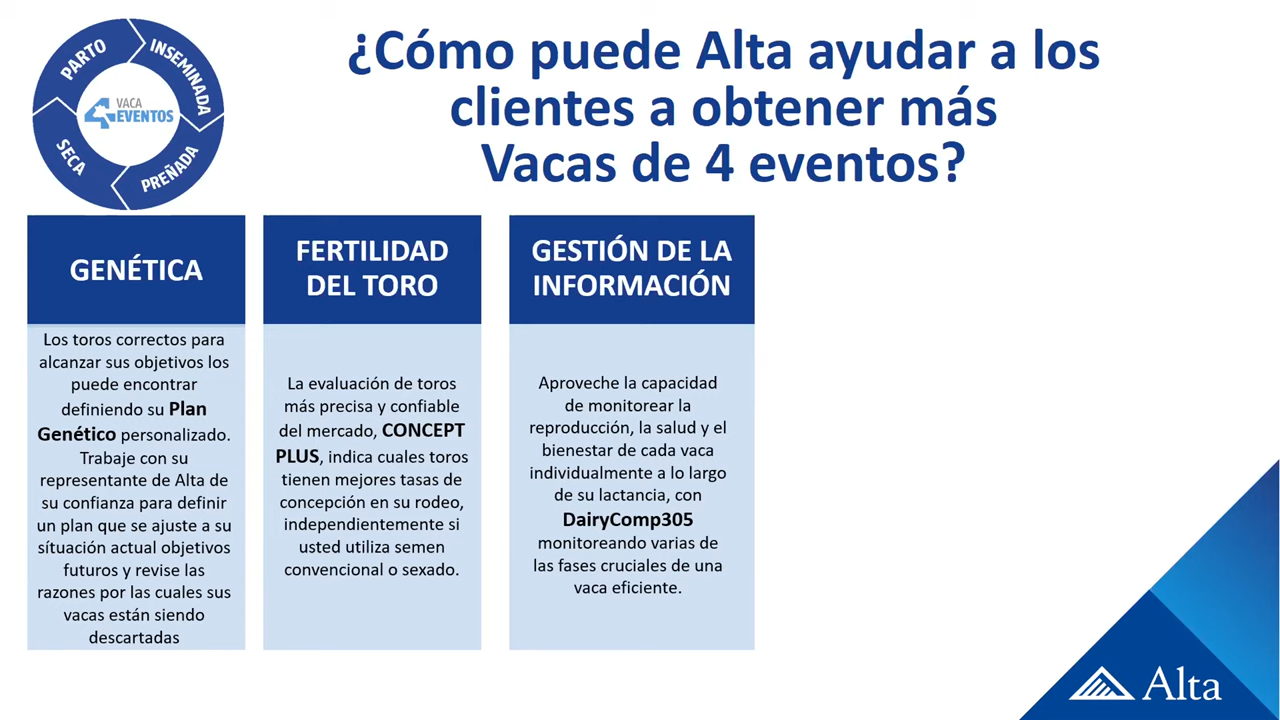 PARTO
INSEMINADA
PREÑADA
SECA
4 VACA
EVENTOS
¿Cómo puede Alta ayudar a los
clientes a obtener más
Vacas de 4 eventos?
GENÉTICA
Los toros correctos para
alcanzar sus objetivos los
puede encontrar
definiendo su Plan
Genético personalizado.
Trabaje con su
representante de Alta de
su confianza para definir
un plan que se ajuste a su
sítuación actual objetivos
futuros y revise las
razones por las cuales sus
vacas están siendo
descartadas
FERTILIDAD
DEL TORO
La evaluación de toros
más precisa y confiable
del mercado, CONCEPT
PLUS, indica cuales toros
tienen mejores tasas de
concepción en su rodeo,
independientemente si
usted utiliza semen
convencional o sexado.
GESTIÓN DE LA
INFORMACIÓN
Aproveche la capacidad
de monitorear la
reproducción, la salud y el
bienestar de cada vaca
individualmente a lo largo
de su lactancia, con
DairyComp305
monitoreando varias de
las fases cruciales de una
vaca eficiente.
Alta